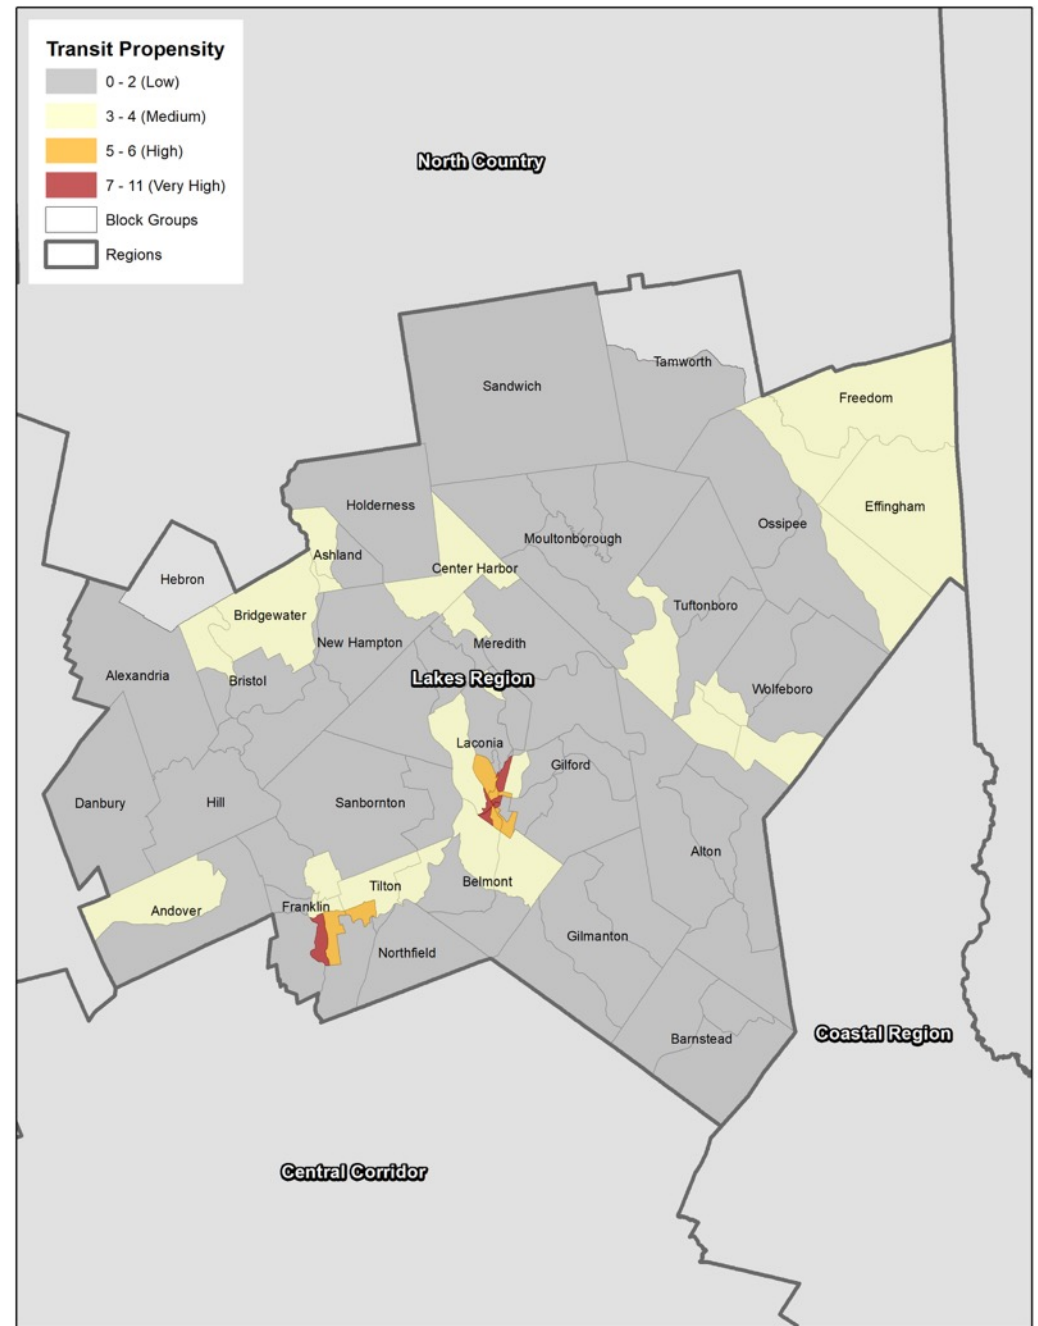 Transit Propensity
0 - 2 (Low)
3 - 4 (Medium)
5 - 6 (High)
7 - 11 (Very High)
Block Groups
Regions
North Country
Tamworth
Sandwich
Freedom
Holderness
Effingham
Ossipee
Moultonborough
Ashland
Center Harbor
Hebron
Tuftonboro
Bridgewater
New Hampton
Meredith
Alexandria
Bristol
Lakes Region
Wolfeboro
Laconia
Gilford
Danbury
Hill
Sanbornton
Alton
Tilton
Belmont
Andover
Franklin
Gilmanton
Northfield
Barnstead
Coastal Region
Central Corridor